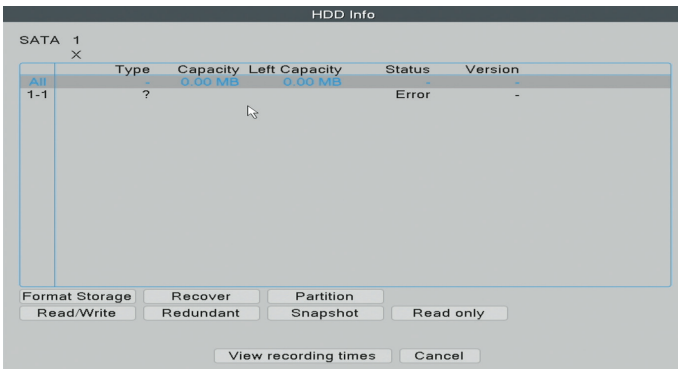 HDD Info
SATA 1
X
Type Capacity Left Capacity Status Version
All - 0.00 MB 0.00 MB - -
1-1 ? Error -
Format Storage Recover Partition
Read/Write Redundant Snapshot Read only
View recording times Cancel